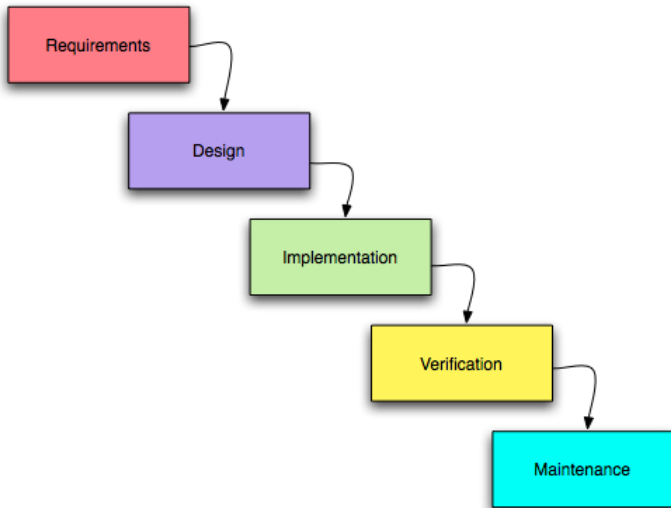 Requirements
Design
Implementation
Verification
Maintenance